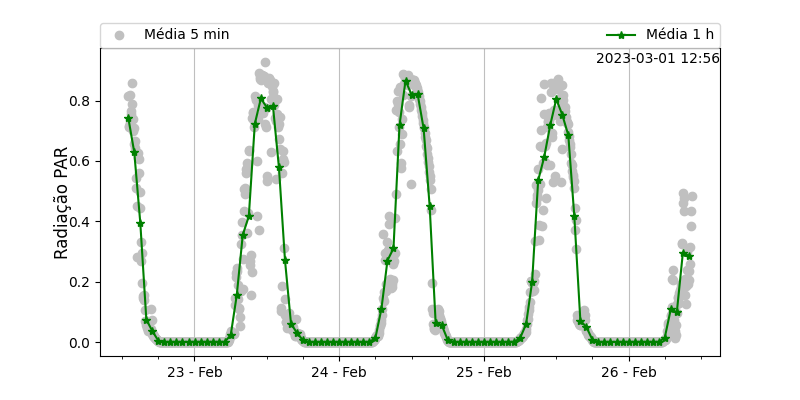 Média 5 min
Média 1 h
2023-03-01 12:56
Radiação PAR
0.8
0.6
0.4
0.2
0.0
23 - Feb
24 - Feb
25 - Feb
26 - Feb